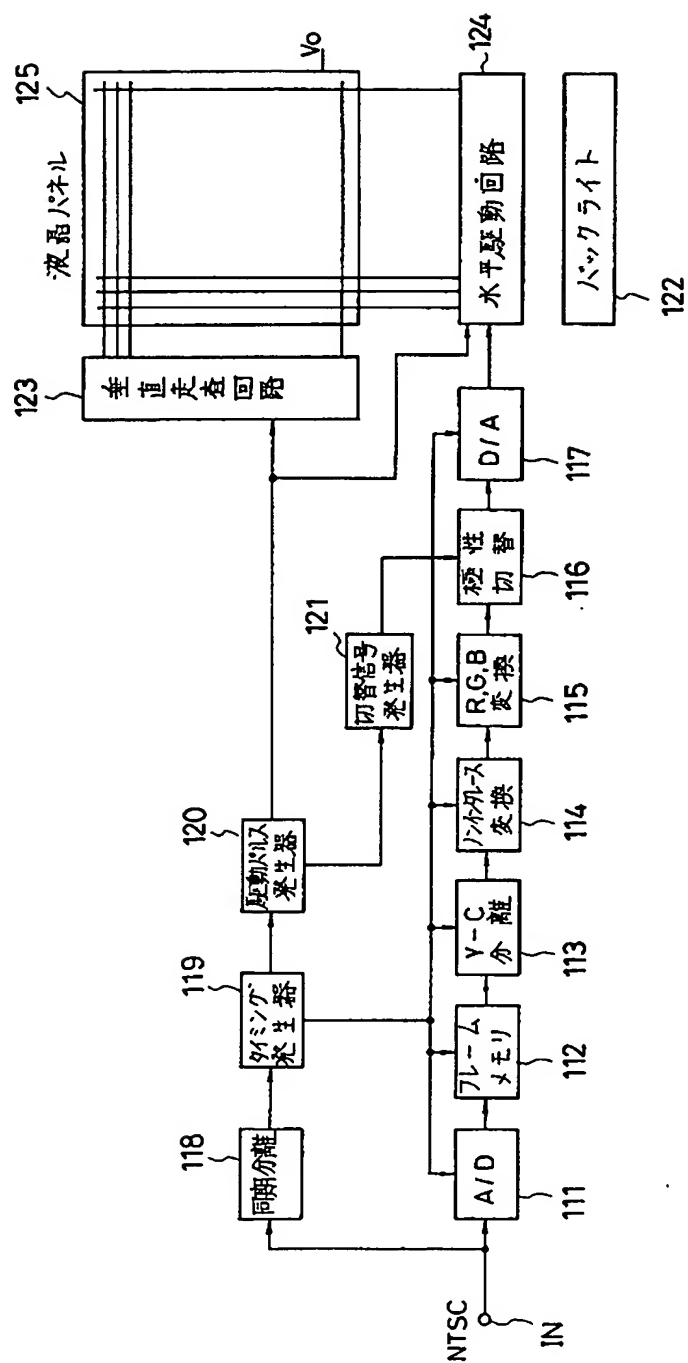 液晶パネル
125
123
垂直走査回路
Vo
118
同期分離
119
タイミング
発生器
120
駆動パルス
発生器
121
切替信号
発生器
水平駆動回路
124
NTSC
IN
A/D
111
フレーム
メモリ
112
Y-C
分離
113
ノンインタレース
変換
114
R,G,B
変換
115
極性
切替
116
D/A
117
バックライト
122